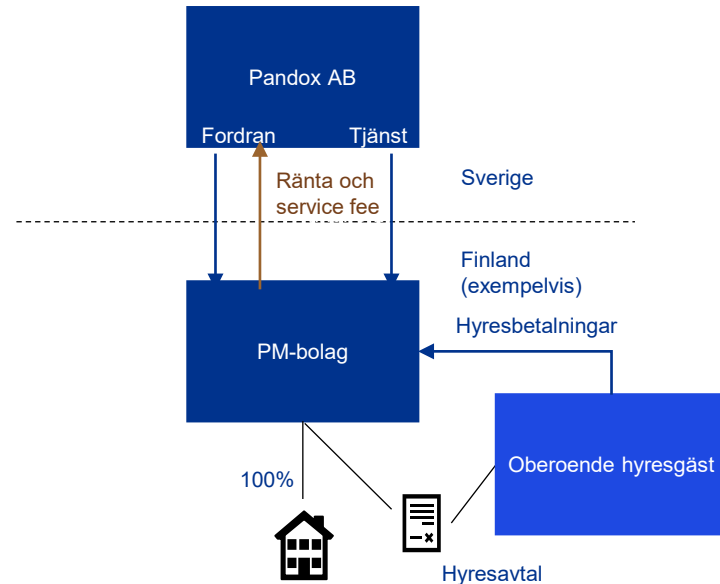 Pandox AB
Fordran
Tjänst
Ränta och
service fee
Sverige
Finland
(exempelvis)
Hyresbetalningar
PM-bolag
Oberoende hyresgäst
100%
Hyresavtal